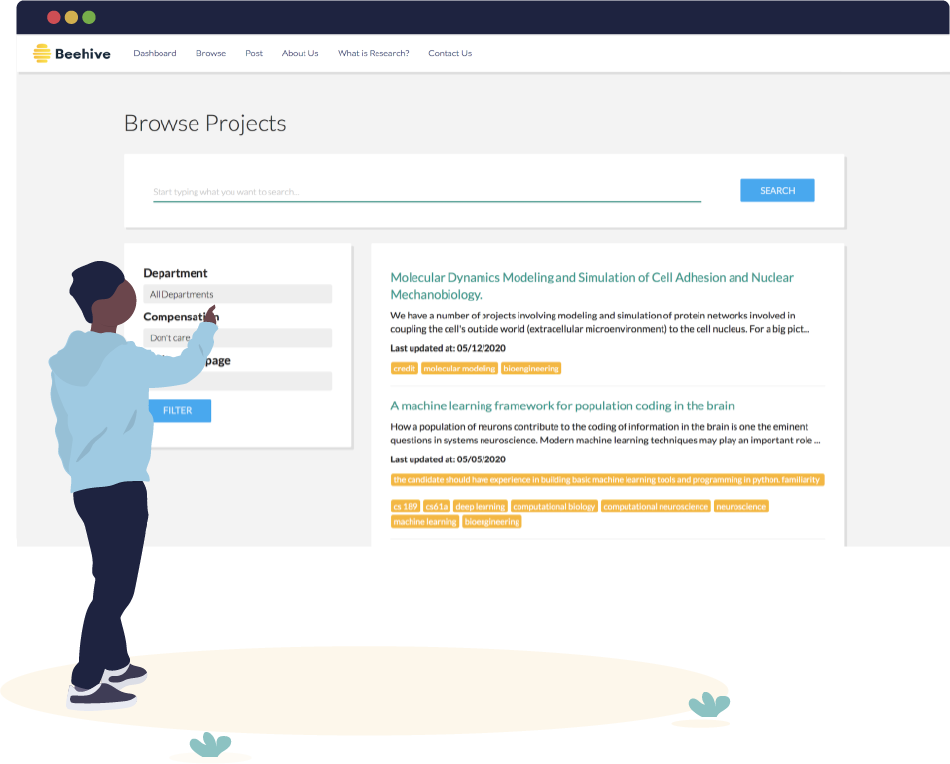 Beehive
Dashboard
Browse
Post
About Us
What is Research?
Contact Us
Browse Projects
Start typing what you want to search...
SEARCH
Department
All Departments
Compensation
Don't care
page
FILTER
Molecular Dynamics Modeling and Simulation of Cell Adhesion and Nuclear
Mechanobiology.
We have a number of projects involving modeling and simulation of protein networks involved in
coupling the cell's outside world (extracellular microenvironment) to the cell nucleus. For a big pict...
Last updated at: 05/12/2020
credit
molecular modeling
bioengineering
A machine learning framework for population coding in the brain
How a population of neurons contribute to the coding of information in the brain is one the eminent
questions in systems neuroscience. Modern machine learning techniques may play an important role ...
Last updated at: 05/05/2020
the candidate should have experience in building basic machine learning tools and programming in python. familiarity
cs 189
cs61a
deep learning
computational biology
computational neuroscience
neuroscience
machine learning
bioengineering